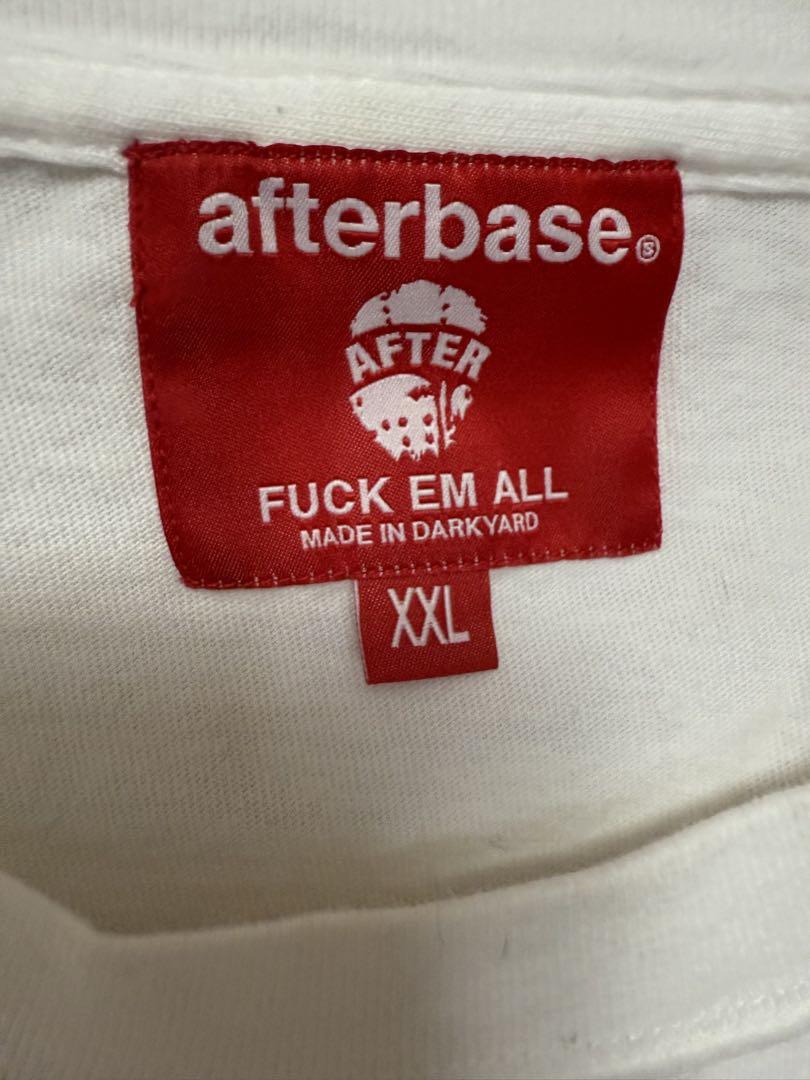 afterbase®
AFTER
FUCK EM ALL
MADE IN DARKYARD
XXL